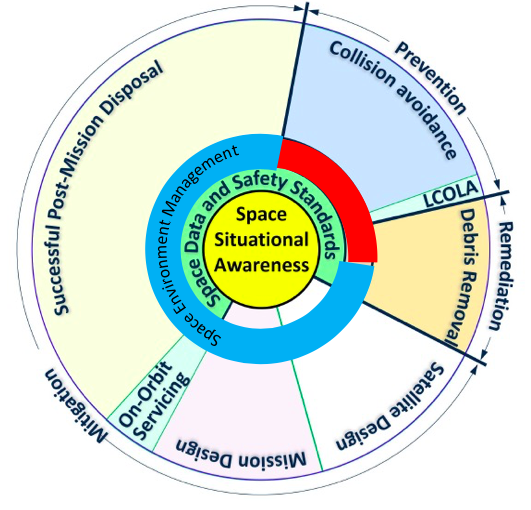 Prevention
Collision avoidance
LCOLA
Remediation
Debris Removal
Satellite Design
Mission Design
On-Orbit
Servicing
Mitigation
Successful Post-Mission Disposal
Space Environment Management
Space Data and Safety Standards
Space
Situational
Awareness